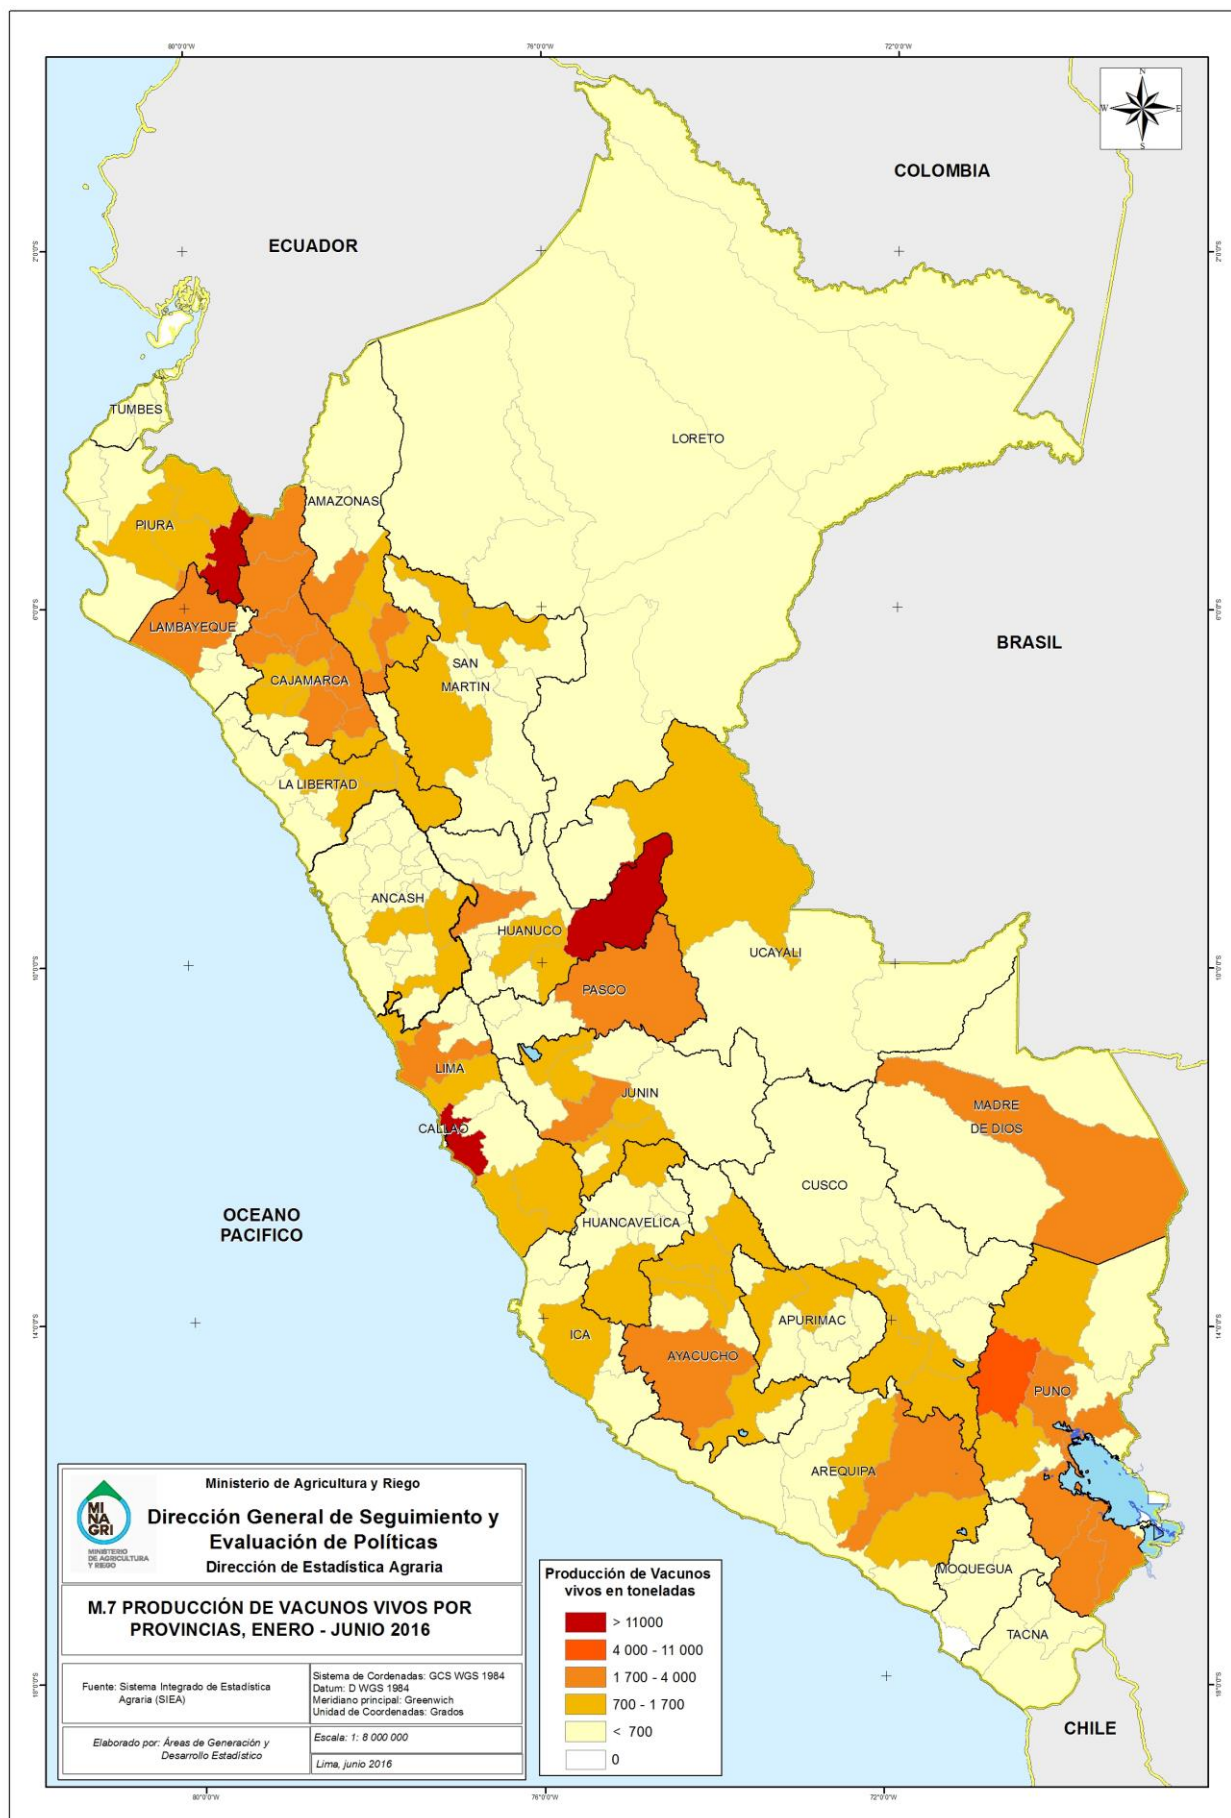 80°0'0"W 76°0'0"W 72°0'0"W
N
W E
S
COLOMBIA
ECUADOR
2°0'0"S 2°0'0"S
TUMBES
LORETO
AMAZONAS
PIURA
6°0'0"S 6°0'0"S
LAMBAYEQUE
BRASIL
SAN
MARTIN
CAJAMARCA
LA LIBERTAD
ANCASH
HUANUCO
UCAYALI
10°0'0"S 10°0'0"S
PASCO
LIMA
JUNIN
MADRE
DE DIOS
CALLAO
CUSCO
OCEANO
PACIFICO
HUANCAVELICA
14°0'0"S 14°0'0"S
ICA
APURIMAC
AYACUCHO
PUNO
AREQUIPA
MOQUEGUA
TACNA
CHILE
18°0'0"S 18°0'0"S
MI
NA
GRI
MINISTERIO
DE AGRICULTURA
Y RIEGO
Ministerio de Agricultura y Riego
Dirección General de Seguimiento y
Evaluación de Políticas
Dirección de Estadística Agraria
M.7 PRODUCCIÓN DE VACUNOS VIVOS POR
PROVINCIAS, ENERO - JUNIO 2016
Fuente: Sistema Integrado de Estadística
Agraria (SIEA)
Sistema de Cordenadas: GCS WGS 1984
Datum: D WGS 1984
Meridiano principal: Greenwich
Unidad de Coordenadas: Grados
Elaborado por: Áreas de Generación y
Desarrollo Estadístico
Escala: 1: 8 000 000
Lima, junio 2016
Producción de Vacunos
vivos en toneladas
> 11000
4 000 - 11 000
1 700 - 4 000
700 - 1 700
< 700
0
80°0'0"W 76°0'0"W 72°0'0"W